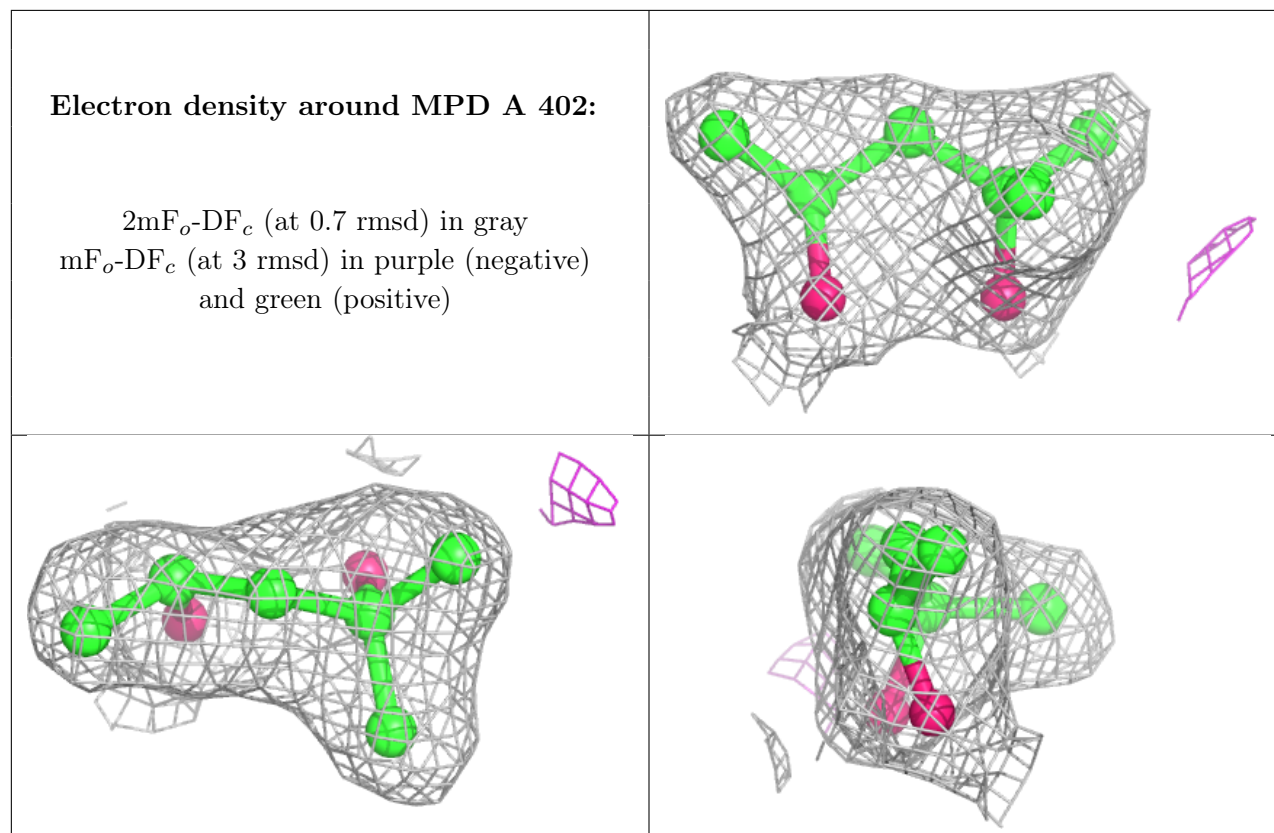 Electron density around MPD A 402:
2mFo-DFc (at 0.7 rmsd) in gray
mFo-DFc (at 3 rmsd) in purple (negative)
and green (positive)